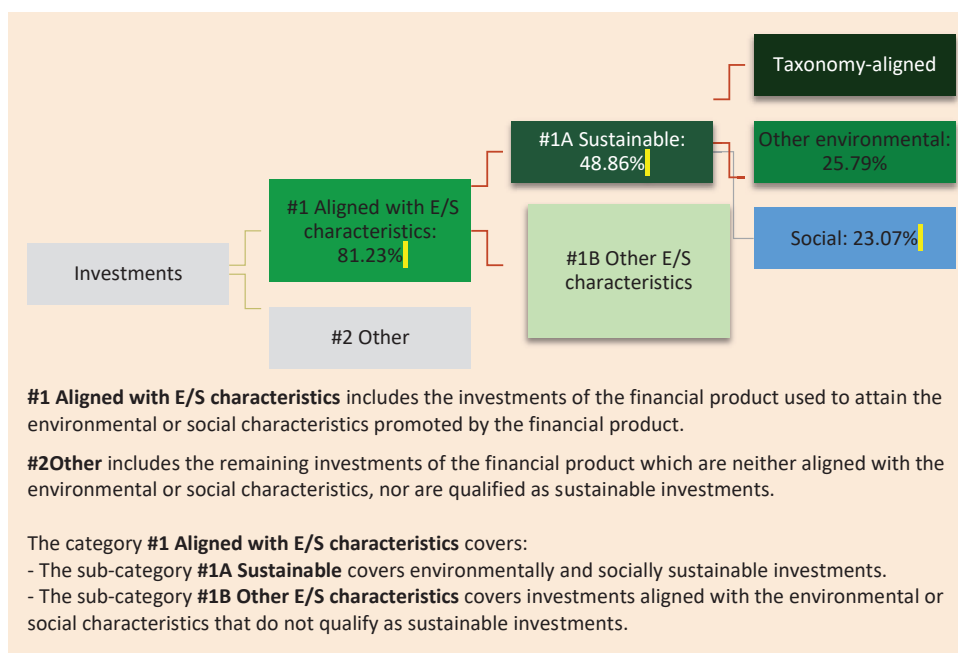 Taxonomy-aligned
#1A Sustainable:
48.86%
Other environmental:
25.79%
#1 Aligned with E/S
characteristics:
81.23%
Social: 23.07%
#1B Other E/S
characteristics
Investments
#2 Other
#1 Aligned with E/S characteristics includes the investments of the financial product used to attain the
environmental or social characteristics promoted by the financial product.
#2Other includes the remaining investments of the financial product which are neither aligned with the
environmental or social characteristics, nor are qualified as sustainable investments.
The category #1 Aligned with E/S characteristics covers:
- The sub-category #1A Sustainable covers environmentally and socially sustainable investments.
- The sub-category #1B Other E/S characteristics covers investments aligned with the environmental or
social characteristics that do not qualify as sustainable investments.